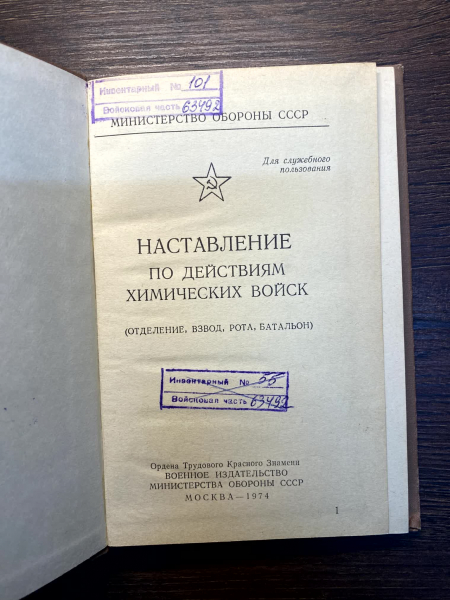 Инвентарный № 101
Войсковая часть 63492
МИНИСТЕРСТВО ОБОРОНЫ СССР
Для служебного
пользования
НАСТАВЛЕНИЕ
ПО ДЕЙСТВИЯМ
ХИМИЧЕСКИХ ВОЙСК
(ОТДЕЛЕНИЕ, ВЗВОД, РОТА, БАТАЛЬОН)
Инвентарный № 55
Войсковая часть 63492
Ордена Трудового Красного Знамени
ВОЕННОЕ ИЗДАТЕЛЬСТВО
МИНИСТЕРСТВА ОБОРОНЫ СССР
МОСКВА—1974
1